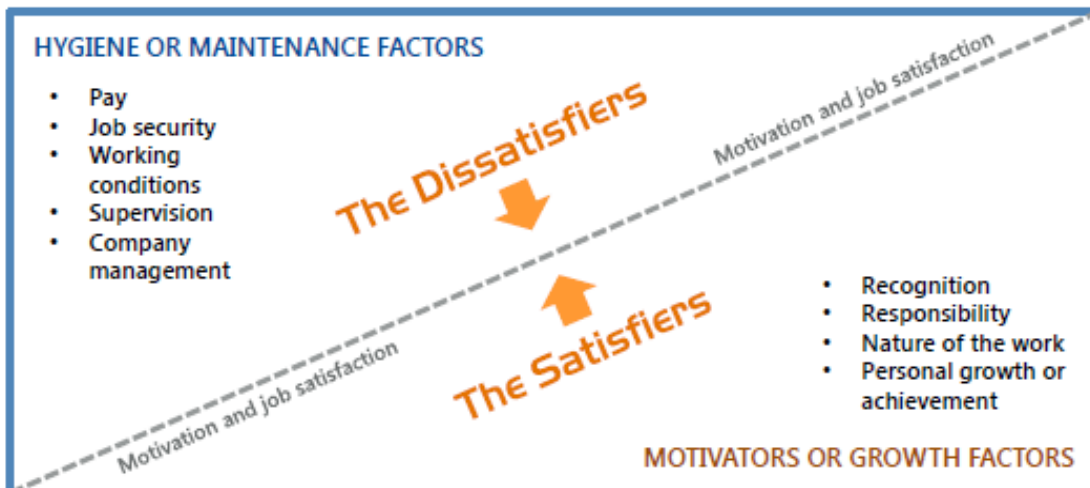 HYGIENE OR MAINTENANCE FACTORS
• Pay
• Job security
• Working
conditions
• Supervision
• Company
management
The Dissatisfiers
Motivation and job satisfaction
Motivation and job satisfaction
The Satisfiers
• Recognition
• Responsibility
• Nature of the work
• Personal growth or
achievement
MOTIVATORS OR GROWTH FACTORS